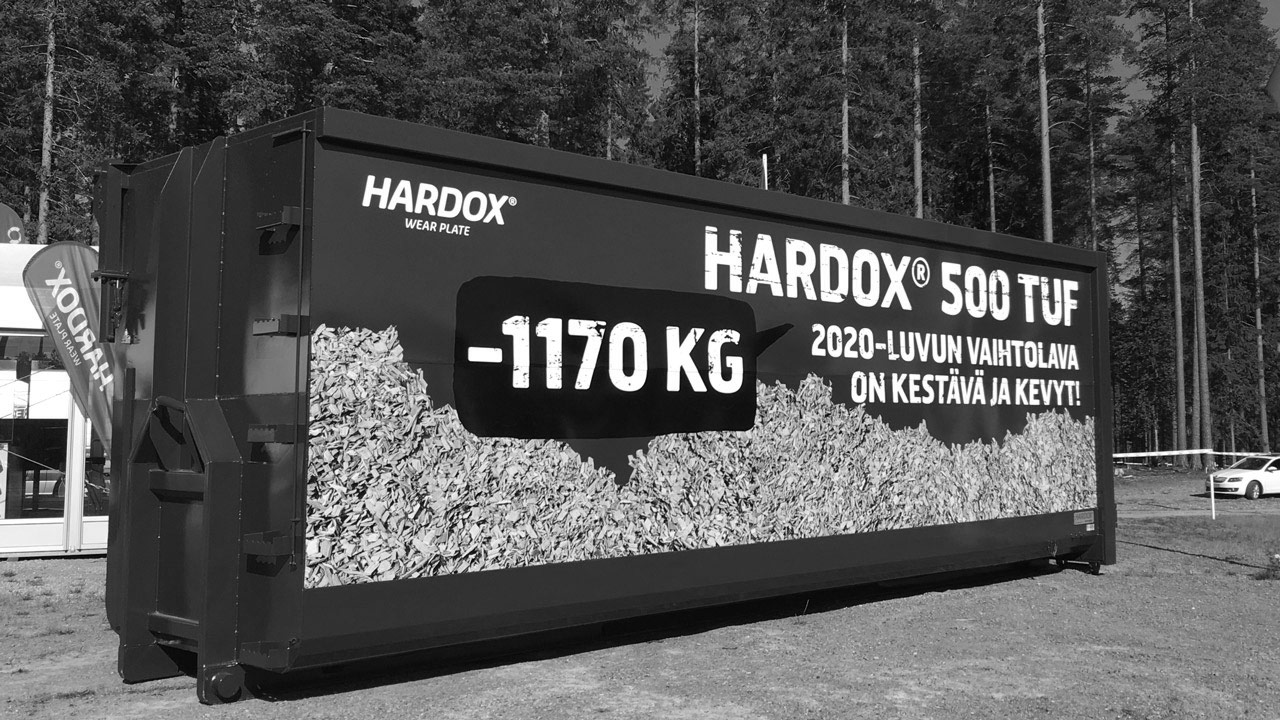 HARDOX®
WEAR PLATE
HARDOX® 500 TUF
-1170 KG
2020-LUVUN VAIHTOLAVA
ON KESTÄVÄ JA KEVYT!
HARDOX®
WEAR PLATE